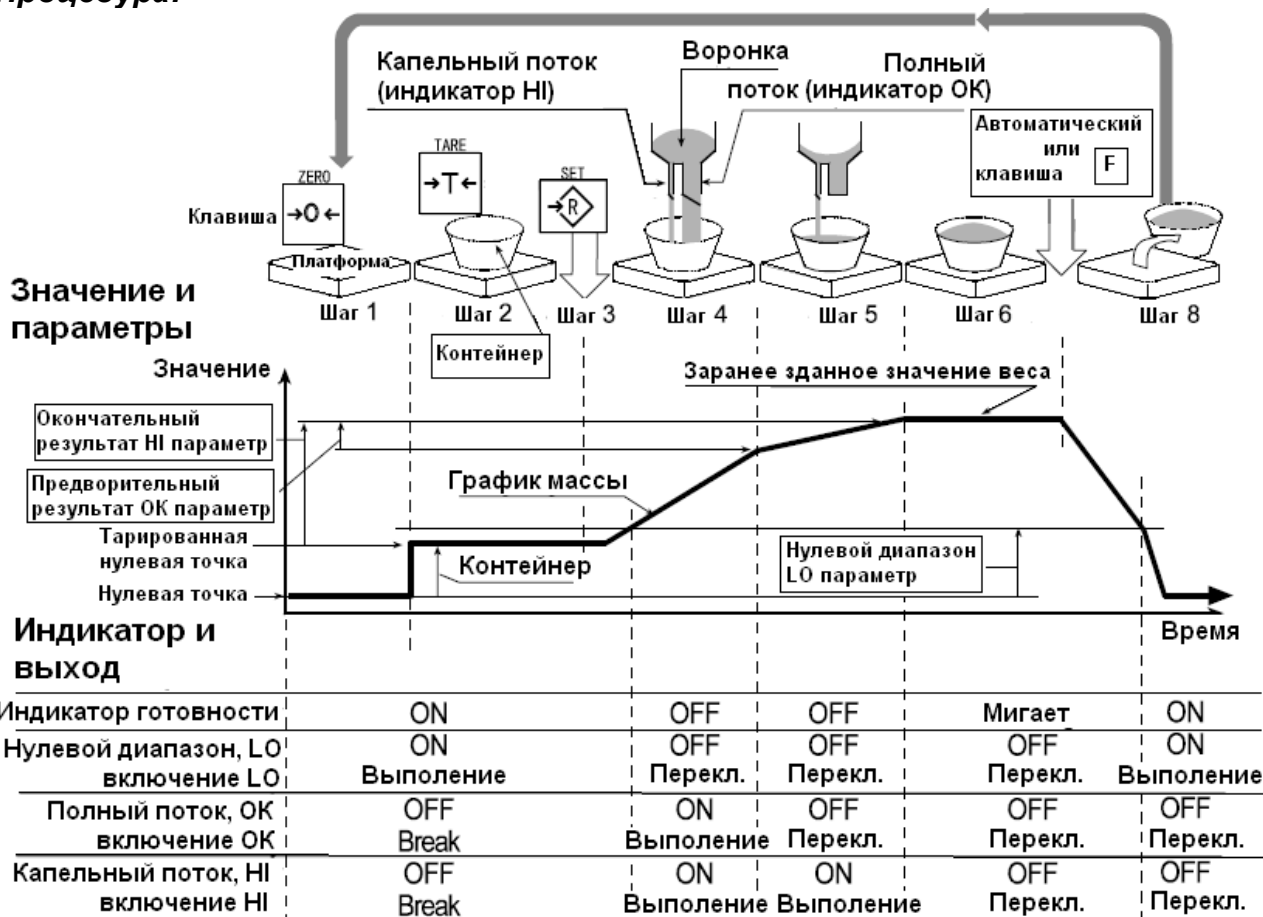 Процедура:
Капельный поток
(индикатор HI)
Воронка
Полный
поток (индикатор ОК)
Автоматический
или
клавиша F
ZERO
→0←
Клавиша
TARE
→T←
SET
→R
Платформа
Шаг 1
Шаг 2
Шаг 3
Шаг 4
Шаг 5
Шаг 6
Шаг 8
Контейнер
Значение и
параметры
Значение
Заранее зданное значение веса
Окончательный
результат HI параметр
Предворительный
результат ОК параметр
График массы
Тарированная
нулевая точка
Контейнер
Нулевой диапазон
LO параметр
Нулевая точка
Время
Индикатор и
выход
Индикатор готовности ON OFF OFF Мигает ON
Нулевой диапазон, LO ON OFF OFF OFF ON
включение LO Выполение Перекл. Перекл. Перекл. Выполение
Полный поток, ОК OFF ON OFF OFF OFF
включение ОК Break Выполение Перекл. Перекл. Перекл.
Капельный поток, HI OFF ON ON OFF OFF
включение HI Break Выполение Выполение Перекл. Перекл.